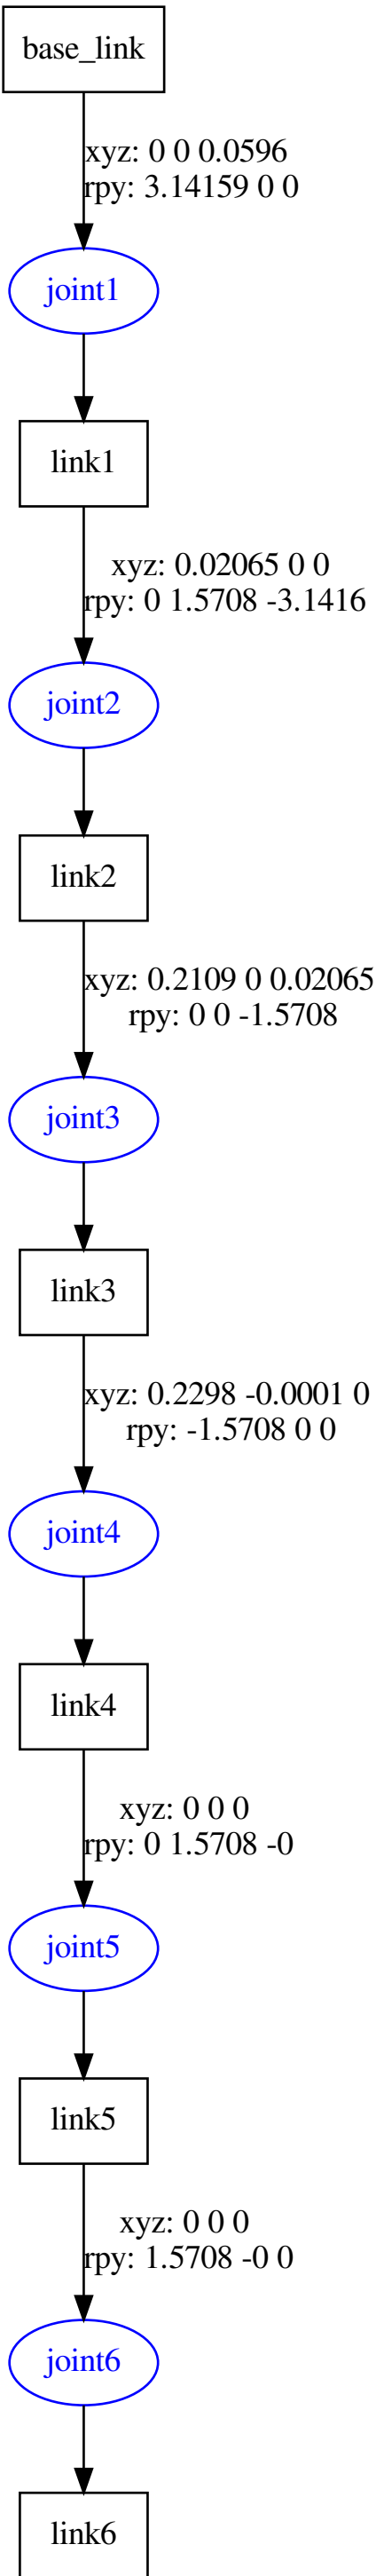 base_link
xyz: 0 0 0.0596
rpy: 3.14159 0 0
joint1
link1
xyz: 0.02065 0 0
rpy: 0 1.5708 -3.1416
joint2
link2
xyz: 0.2109 0 0.02065
rpy: 0 0 -1.5708
joint3
link3
xyz: 0.2298 -0.0001 0
rpy: -1.5708 0 0
joint4
link4
xyz: 0 0 0
rpy: 0 1.5708 -0
joint5
link5
xyz: 0 0 0
rpy: 1.5708 -0 0
joint6
link6